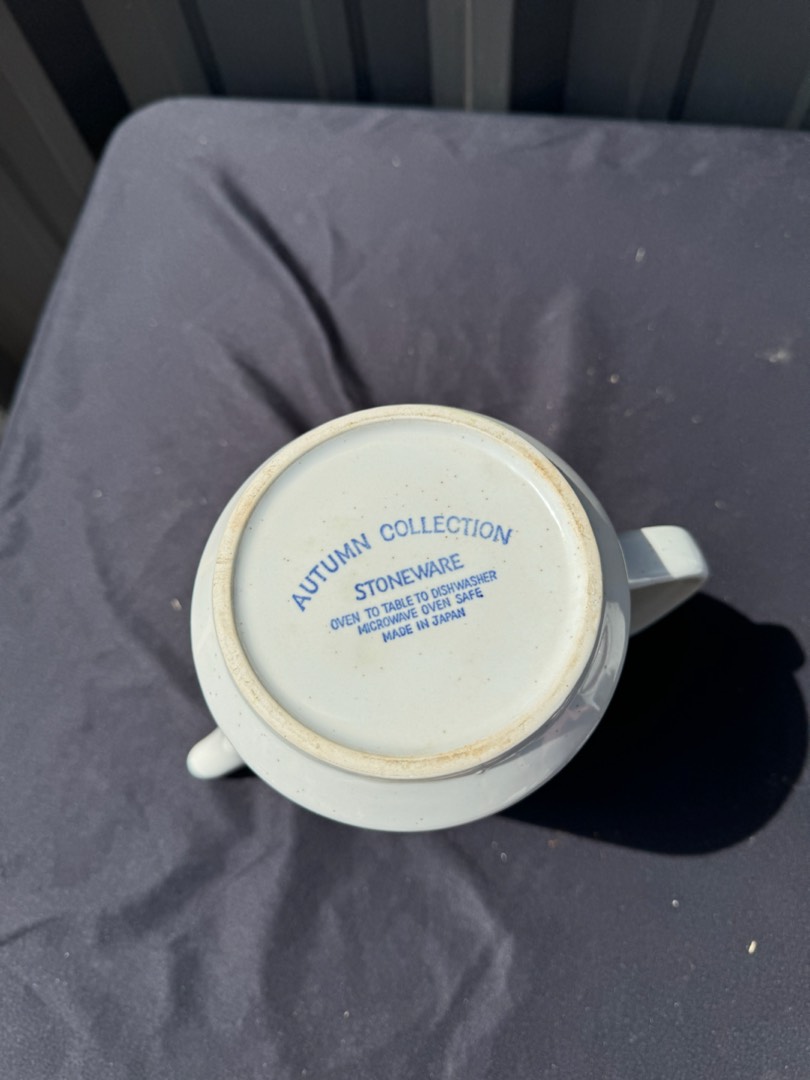 AUTUMN COLLECTION
STONEWARE
OVEN TO TABLE TO DISHWASHER
MICROWAVE OVEN SAFE
MADE IN JAPAN